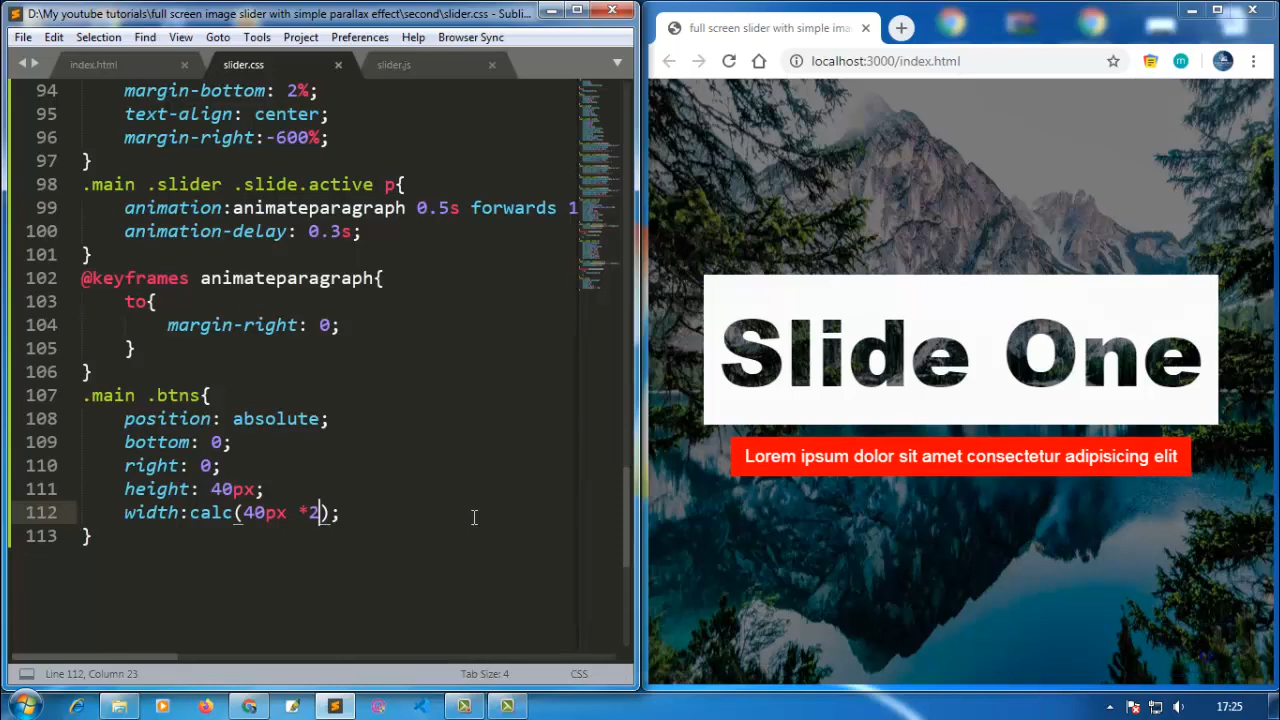 D:\My youtube tutorials\full screen image slider with simple parallax effect\second\slider.css - Subli...
File Edit Selection Find View Goto Tools Project Preferences Help Browser Sync
index.html slider.css slider.js
94 margin-bottom: 2%;
95 text-align: center;
96 margin-right:-600%;
97 }
98 .main .slider .slide.active p{
99 animation:animateparagraph 0.5s forwards 1
100 animation-delay: 0.3s;
101 }
102 @keyframes animateparagraph{
103 to{
104 margin-right: 0;
105 }
106 }
107 .main .btns{
108 position: absolute;
109 bottom: 0;
110 right: 0;
111 height: 40px;
112 width:calc(40px *2);
113 }
Line 112, Column 23 Tab Size: 4 CSS
full screen slider with simple ima
localhost:3000/index.html
Slide One
Lorem ipsum dolor sit amet consectetur adipisicing elit
17:25